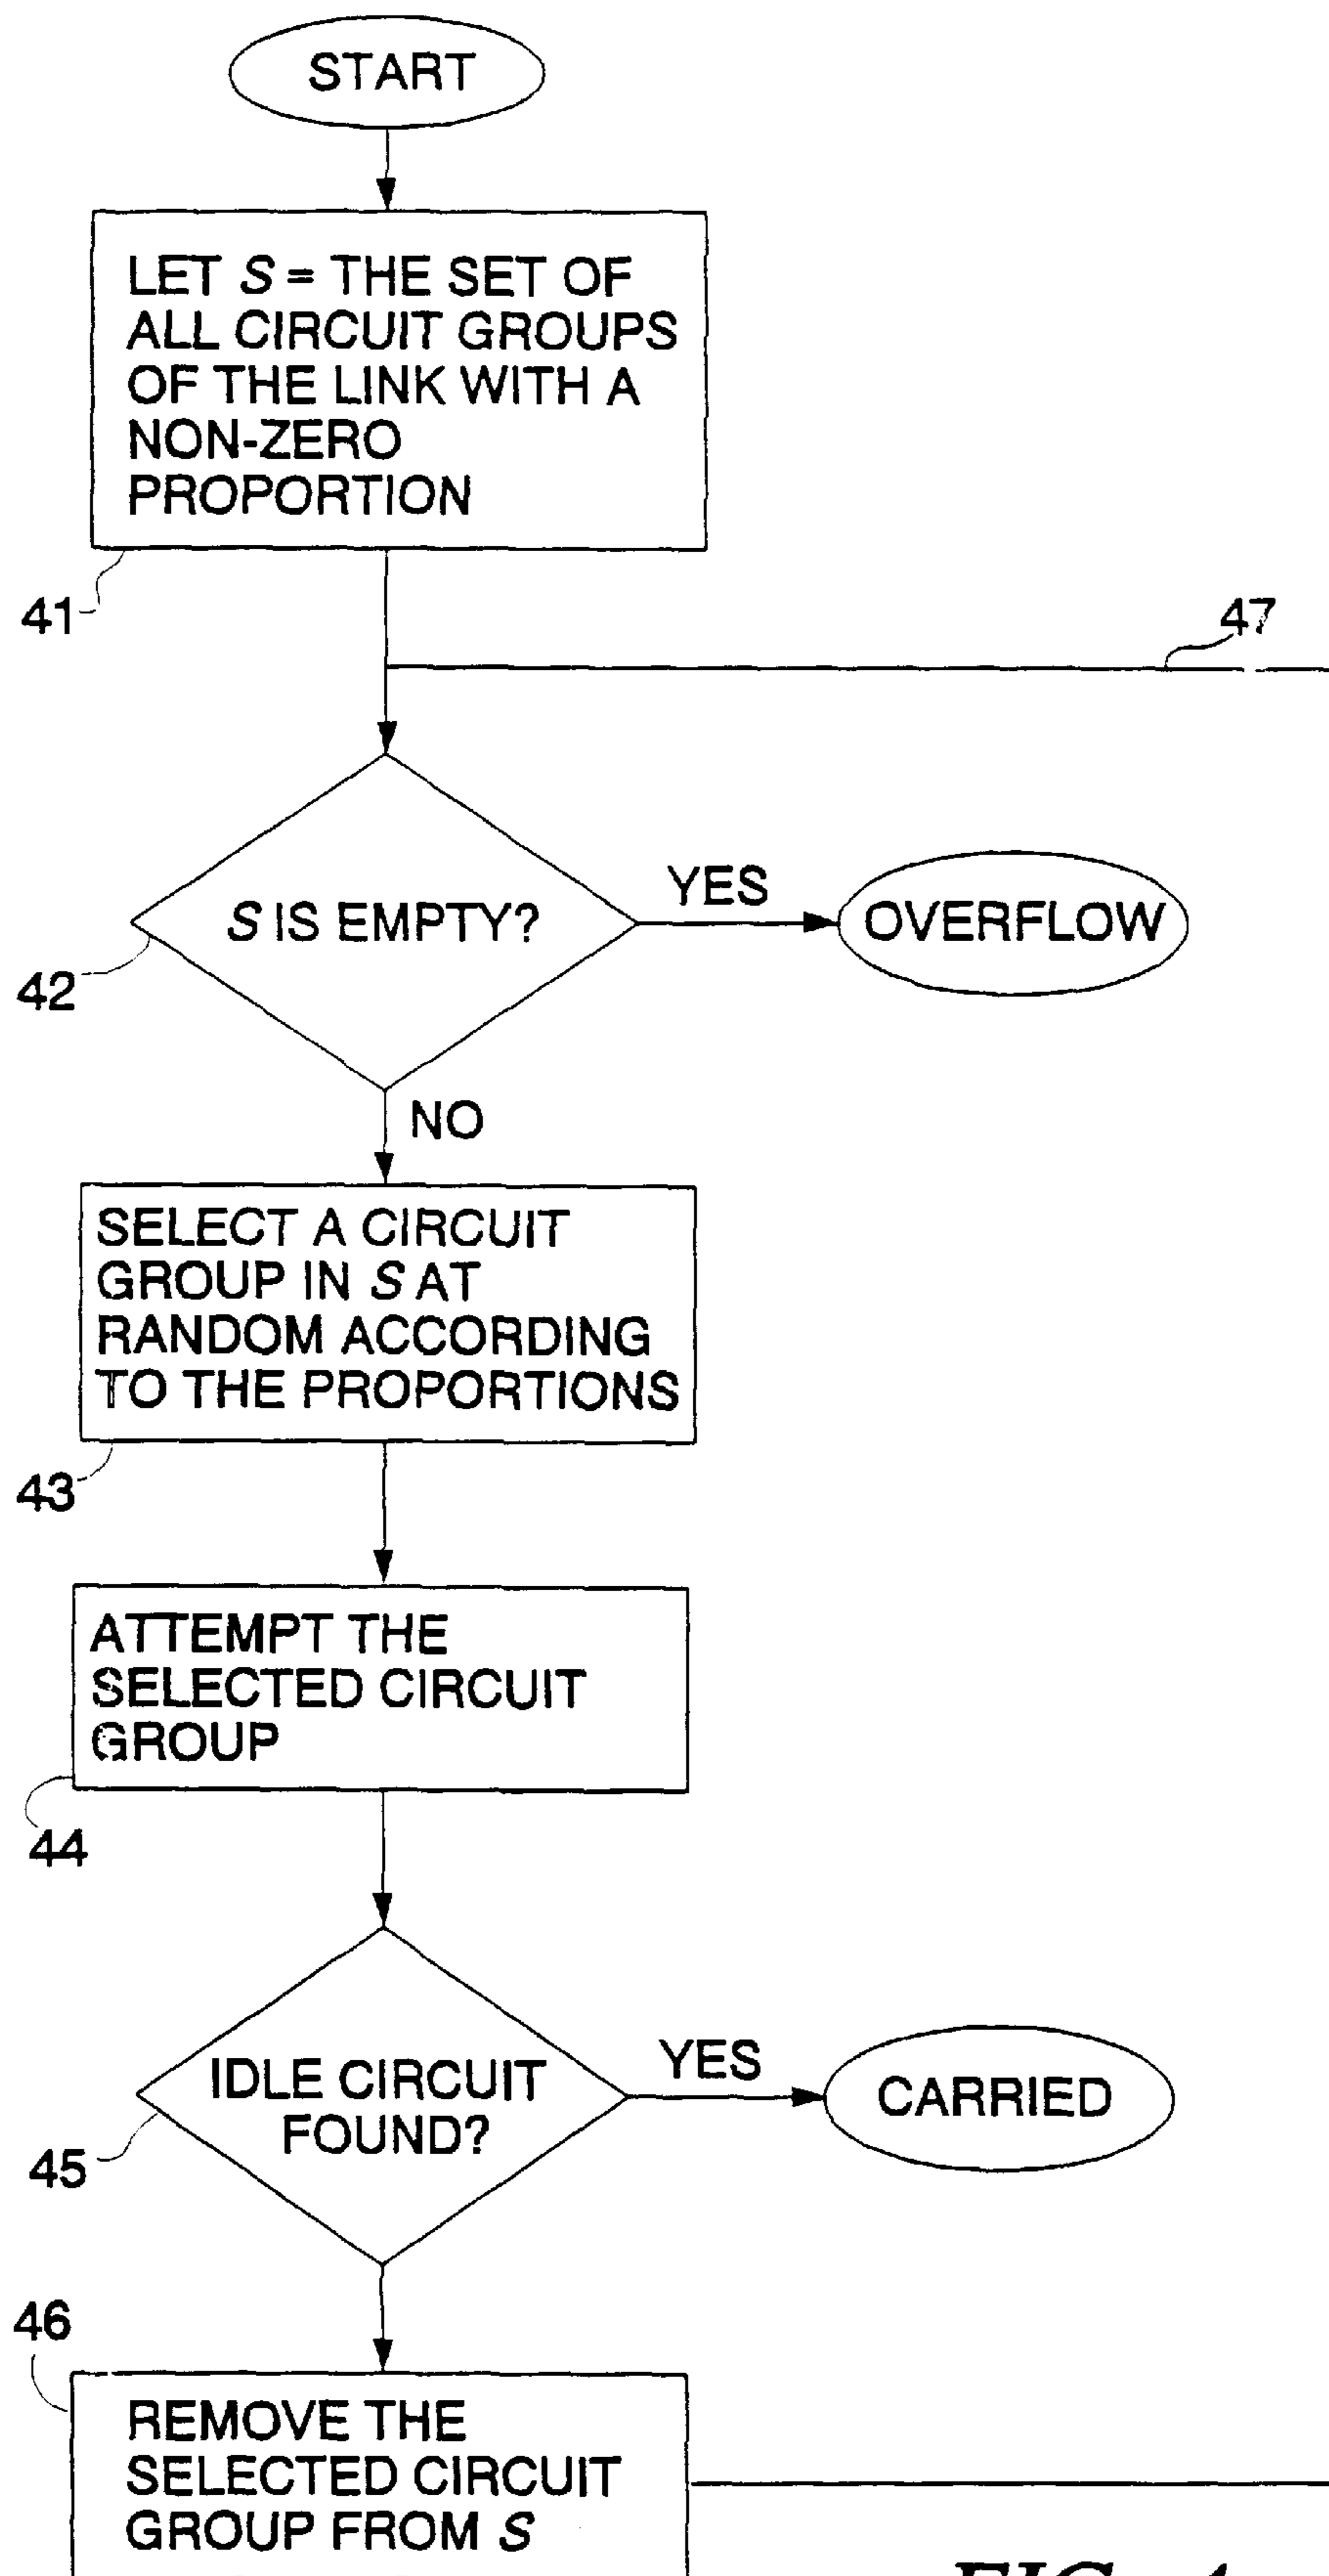 START
LET S = THE SET OF
ALL CIRCUIT GROUPS
OF THE LINK WITH A
NON-ZERO
PROPORTION
41
47
S IS EMPTY?
YES
OVERFLOW
42
NO
SELECT A CIRCUIT
GROUP IN S AT
RANDOM ACCORDING
TO THE PROPORTIONS
43
ATTEMPT THE
SELECTED CIRCUIT
GROUP
44
IDLE CIRCUIT
FOUND?
YES
CARRIED
45
46
REMOVE THE
SELECTED CIRCUIT
GROUP FROM S